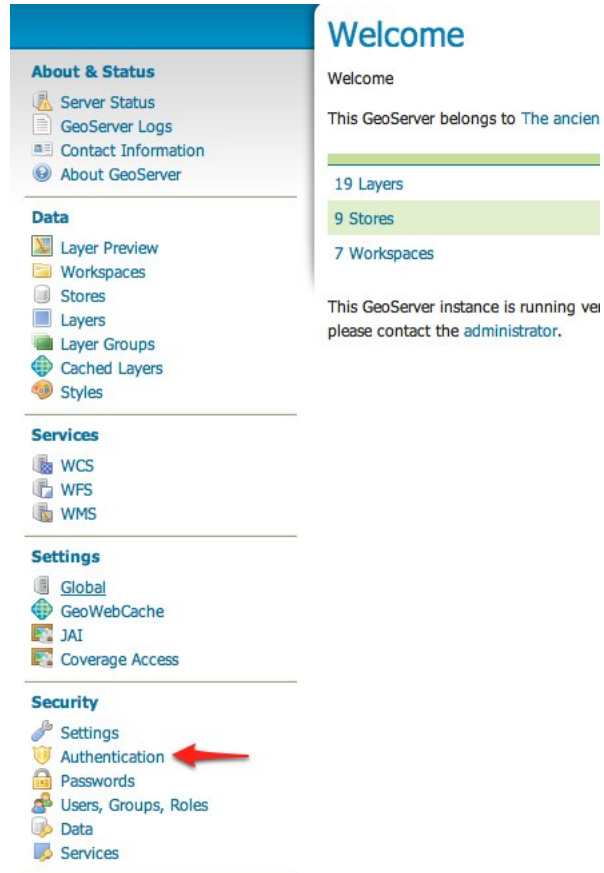 About & Status
Server Status
GeoServer Logs
Contact Information
About GeoServer
Data
Layer Preview
Workspaces
Stores
Layers
Layer Groups
Cached Layers
Styles
Services
WCS
WFS
WMS
Settings
Global
GeoWebCache
JAI
Coverage Access
Security
Settings
Authentication
Passwords
Users, Groups, Roles
Data
Services
Welcome
Welcome
This GeoServer belongs to The ancien
19 Layers
9 Stores
7 Workspaces
This GeoServer instance is running ver
please contact the administrator.